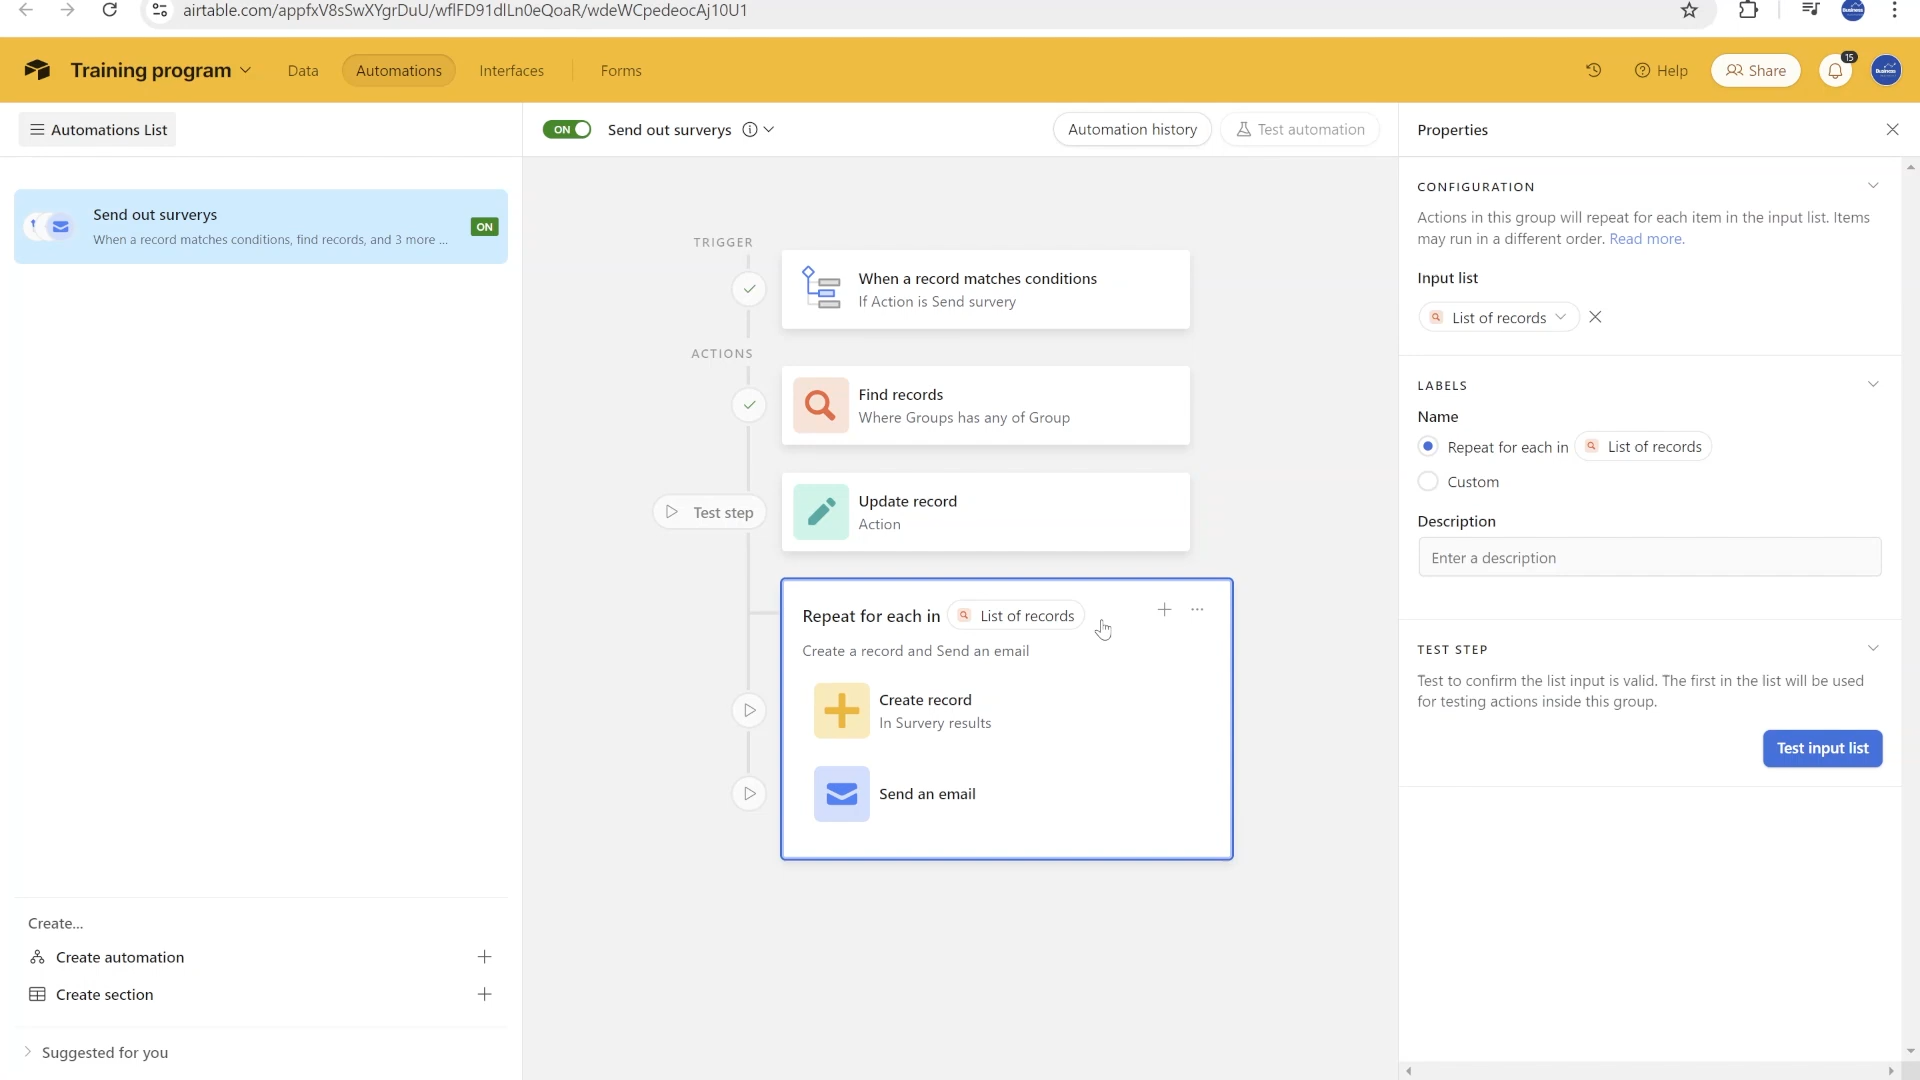 airtable.com/appfxV8sSwXYgrDuU/wflFD91dlLn0eQoaR/wdeWCpedeocAj10U1
Training program
Data
Automations
Interfaces
Forms
Help
Share
15
Automations List
ON
Send out surverys
Automation history
Test automation
Properties
Send out surverys
When a record matches conditions, find records, and 3 more ...
ON
TRIGGER
When a record matches conditions
If Action is Send survery
ACTIONS
Find records
Where Groups has any of Group
Test step
Update record
Action
Repeat for each in List of records
Create a record and Send an email
Create record
In Survery results
Send an email
CONFIGURATION
Actions in this group will repeat for each item in the input list. Items
may run in a different order. Read more.
Input list
List of records
LABELS
Name
Repeat for each in List of records
Custom
Description
Enter a description
TEST STEP
Test to confirm the list input is valid. The first in the list will be used
for testing actions inside this group.
Test input list
Create...
Create automation
Create section
Suggested for you